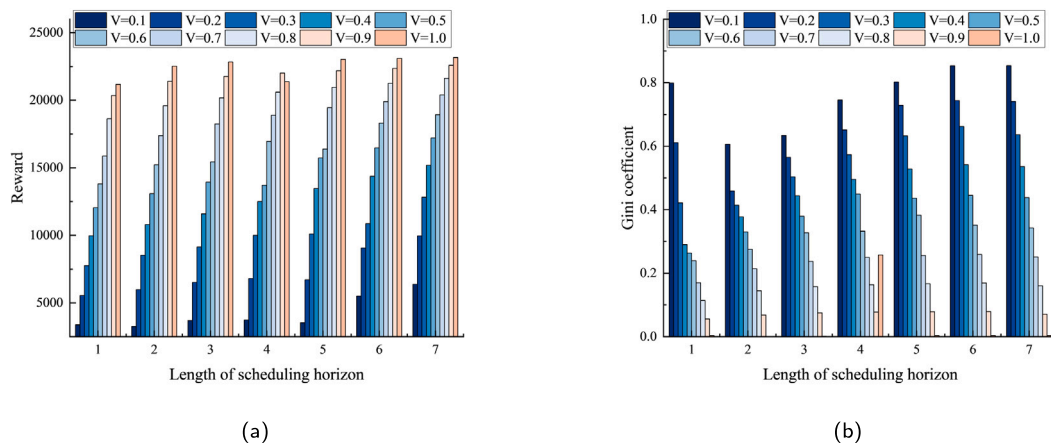 V=0.1 V=0.2 V=0.3 V=0.4 V=0.5
V=0.6 V=0.7 V=0.8 V=0.9 V=1.0
25000
20000
15000
10000
5000
Reward
1 2 3 4 5 6 7
Length of scheduling horizon
(a)
V=0.1 V=0.2 V=0.3 V=0.4 V=0.5
V=0.6 V=0.7 V=0.8 V=0.9 V=1.0
1.0
0.8
0.6
0.4
0.2
0.0
Gini coefficient
1 2 3 4 5 6 7
Length of scheduling horizon
(b)